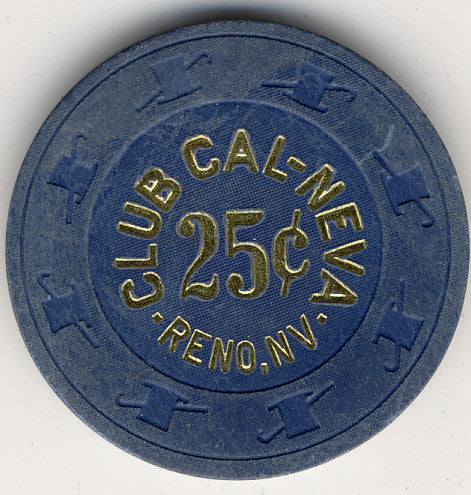 CLUB CAL-NEVA
25¢
·RENO, NV·